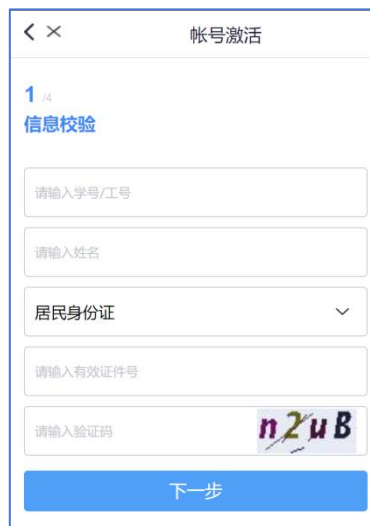 帐号激活
1 /4
信息校验
请输入学号/工号
请输入姓名
居民身份证
请输入有效证件号
请输入验证码 n2uB
下一步